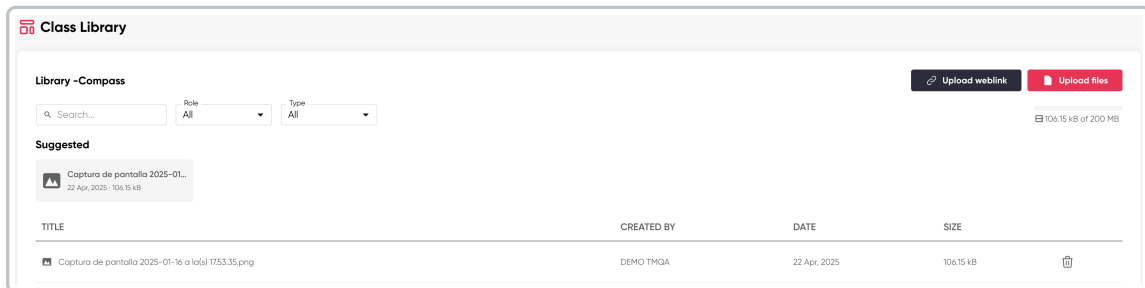 Class Library
Library -Compass
Upload weblink
Upload files
Search...
Role
All
Type
All
106.15 kB of 200 MB
Suggested
Captura de pantalla 2025-01...
22 Apr, 2025 · 106.15 kB
TITLE CREATED BY DATE SIZE
Captura de pantalla 2025-01-16 a la(s) 17.53.35.png DEMO TMQA 22 Apr, 2025 106.15 kB